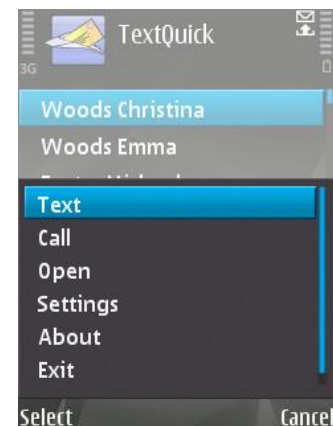 TextQuick
3G
Woods Christina
Woods Emma
Text
Call
Open
Settings
About
Exit
Select Cancel